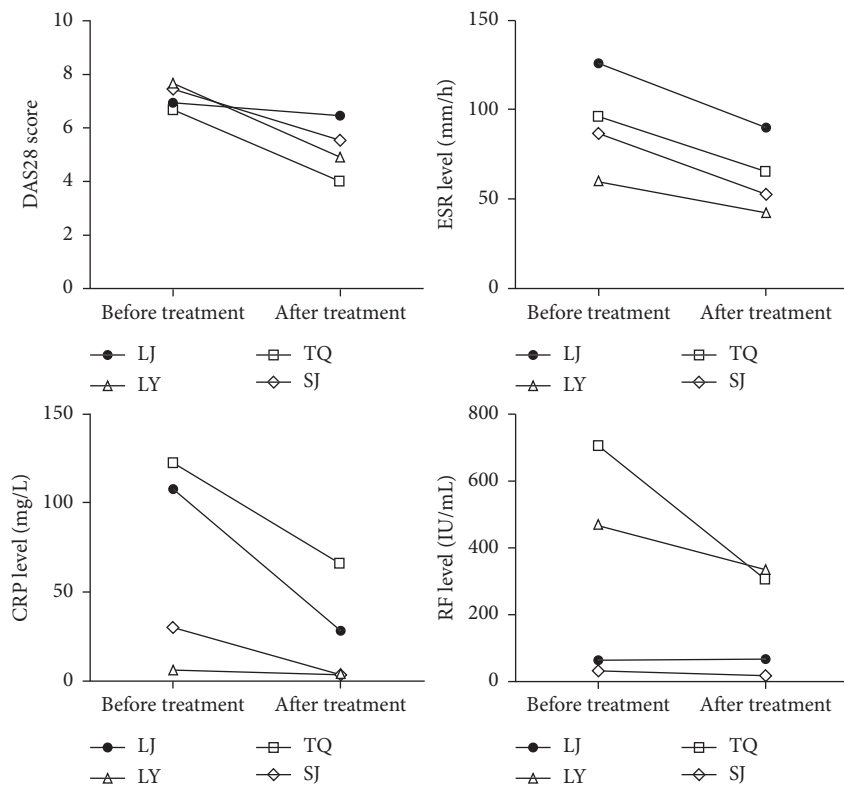 DAS28 score
10
8
6
4
2
0
Before treatment After treatment
LJ TQ
LY SJ
ESR level (mm/h)
150
100
50
0
Before treatment After treatment
LJ TQ
LY SJ
CRP level (mg/L)
150
100
50
0
Before treatment After treatment
LJ TQ
LY SJ
RF level (IU/mL)
800
600
400
200
0
Before treatment After treatment
LJ TQ
LY SJ